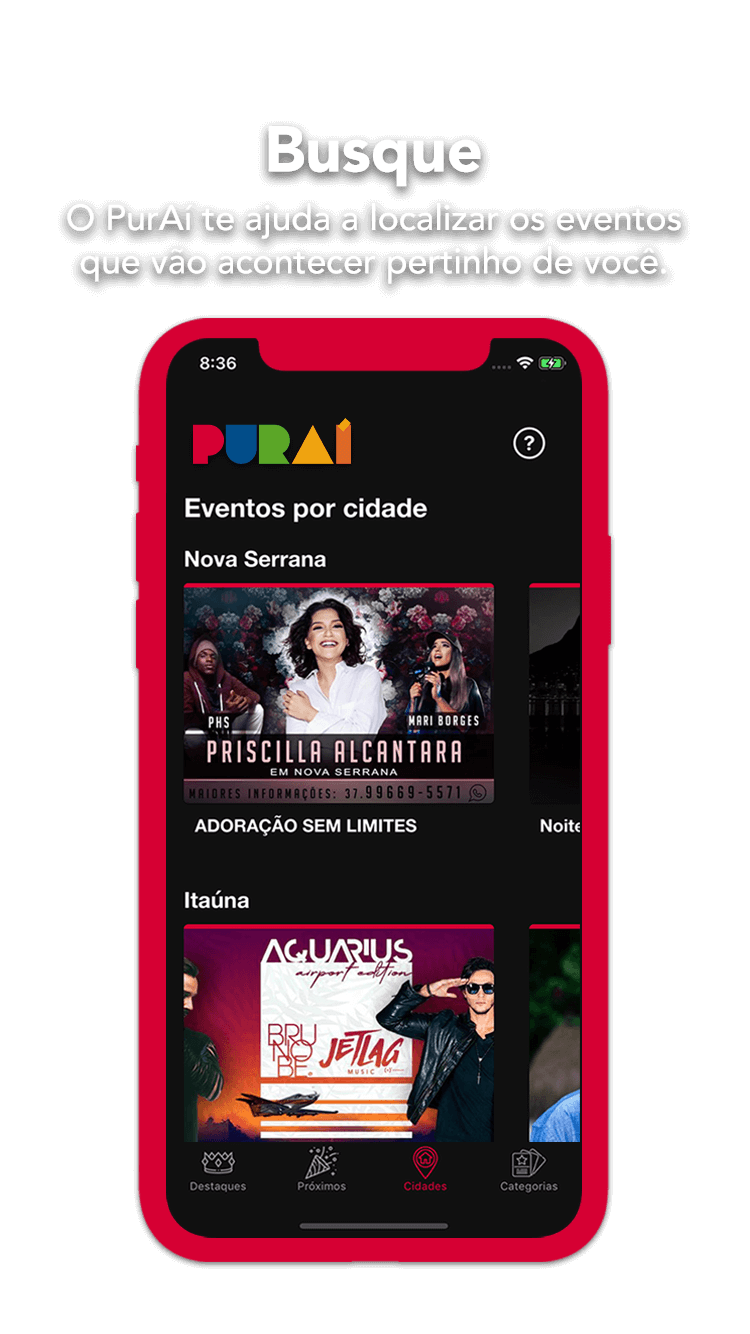 Busque
O PurAí te ajuda a localizar os eventos
que vão acontecer pertinho de você.
8:36
PURAÍ
?
Eventos por cidade
Nova Serrana
PHS
MARI BORGES
PRISCILLA ALCANTARA
EM NOVA SERRANA
MAIORES INFORMAÇÕES: 37.99669-5571
ADORAÇÃO SEM LIMITES
Noite
Itaúna
AQUARIUS
airport edition
BRU
NO
BE
JETLAG
MUSIC
Destaques
Próximos
Cidades
Categorias